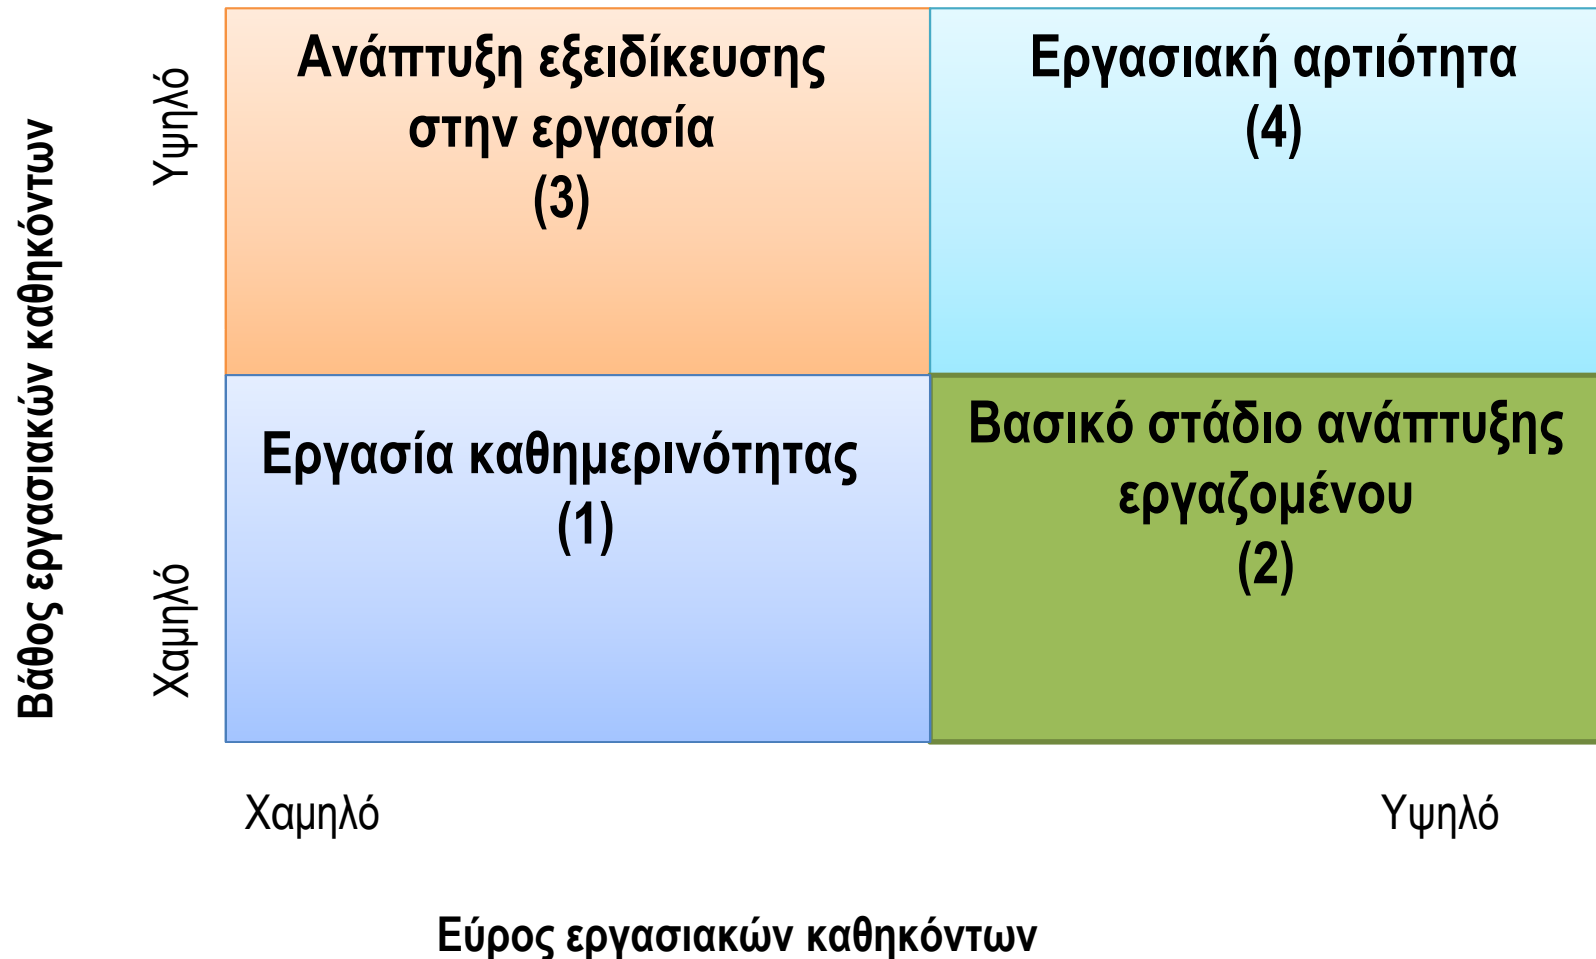 Βάθος εργασιακών καθηκόντων
Υψηλό
Χαμηλό
Ανάπτυξη εξειδίκευσης
στην εργασία
(3)
Εργασιακή αρτιότητα
(4)
Εργασία καθημερινότητας
(1)
Βασικό στάδιο ανάπτυξης
εργαζομένου
(2)
Χαμηλό
Υψηλό
Εύρος εργασιακών καθηκόντων